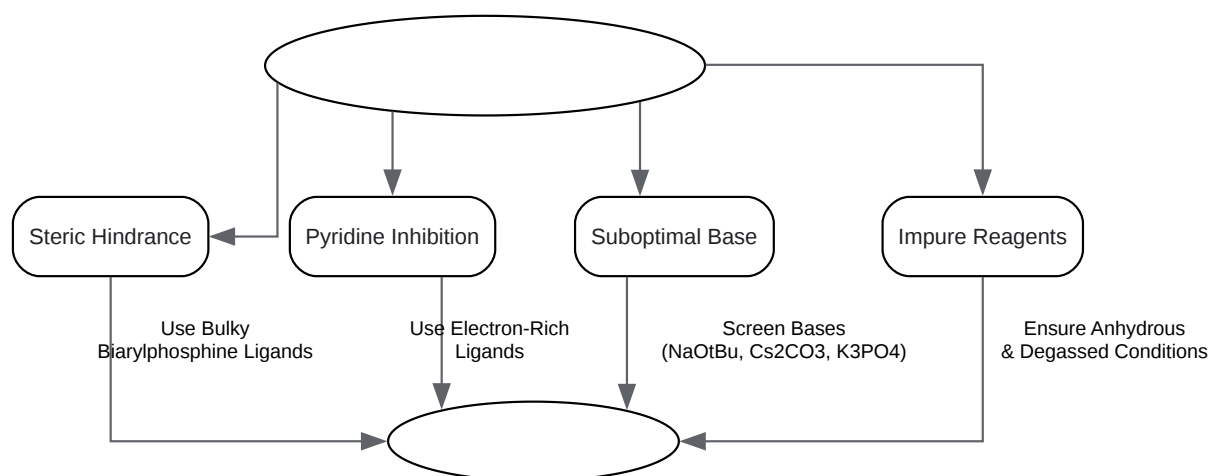 Steric Hindrance
Pyridine Inhibition
Suboptimal Base
Impure Reagents
Use Bulky
Biarylphosphine Ligands
Use Electron-Rich
Ligands
Screen Bases
(NaOtBu, Cs2CO3, K3PO4)
Ensure Anhydrous
& Degassed Conditions